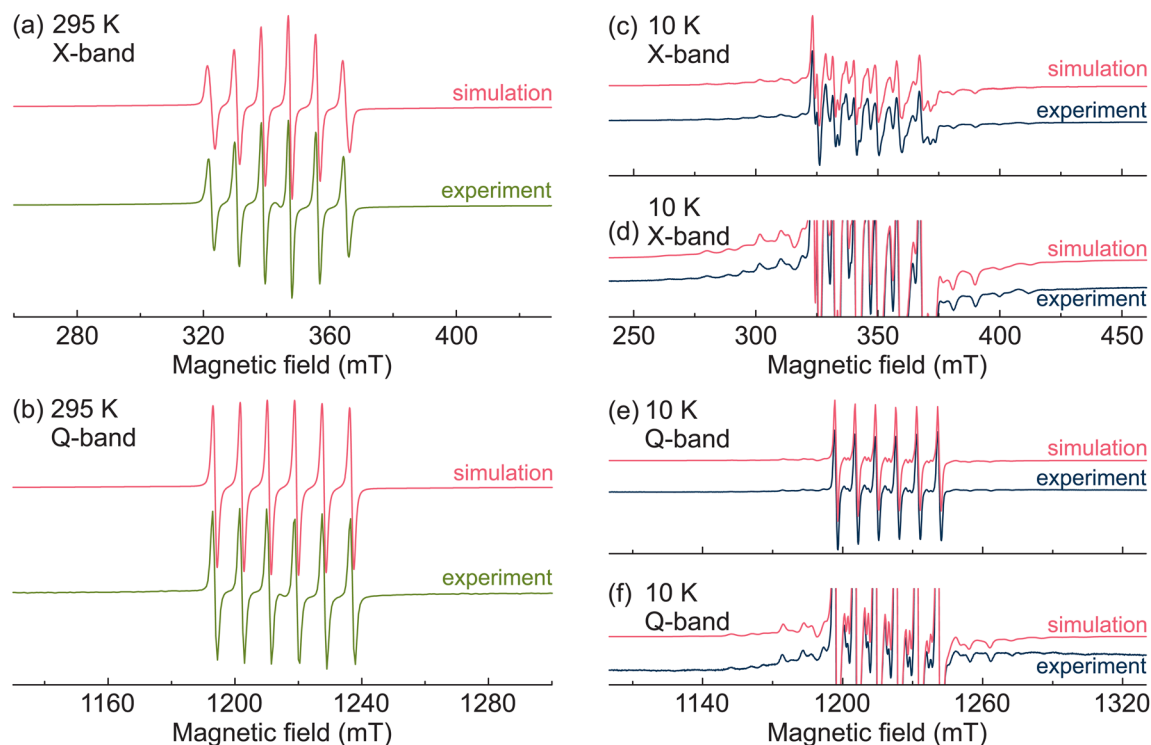 (a) 295 K
X-band
simulation
experiment
280 320 360 400
Magnetic field (mT)
(b) 295 K
Q-band
simulation
experiment
1160 1200 1240 1280
Magnetic field (mT)
(c) 10 K
X-band
simulation
experiment
(d) 10 K
X-band
simulation
experiment
250 300 350 400 450
Magnetic field (mT)
(e) 10 K
Q-band
simulation
experiment
(f) 10 K
Q-band
simulation
experiment
1140 1200 1260 1320
Magnetic field (mT)